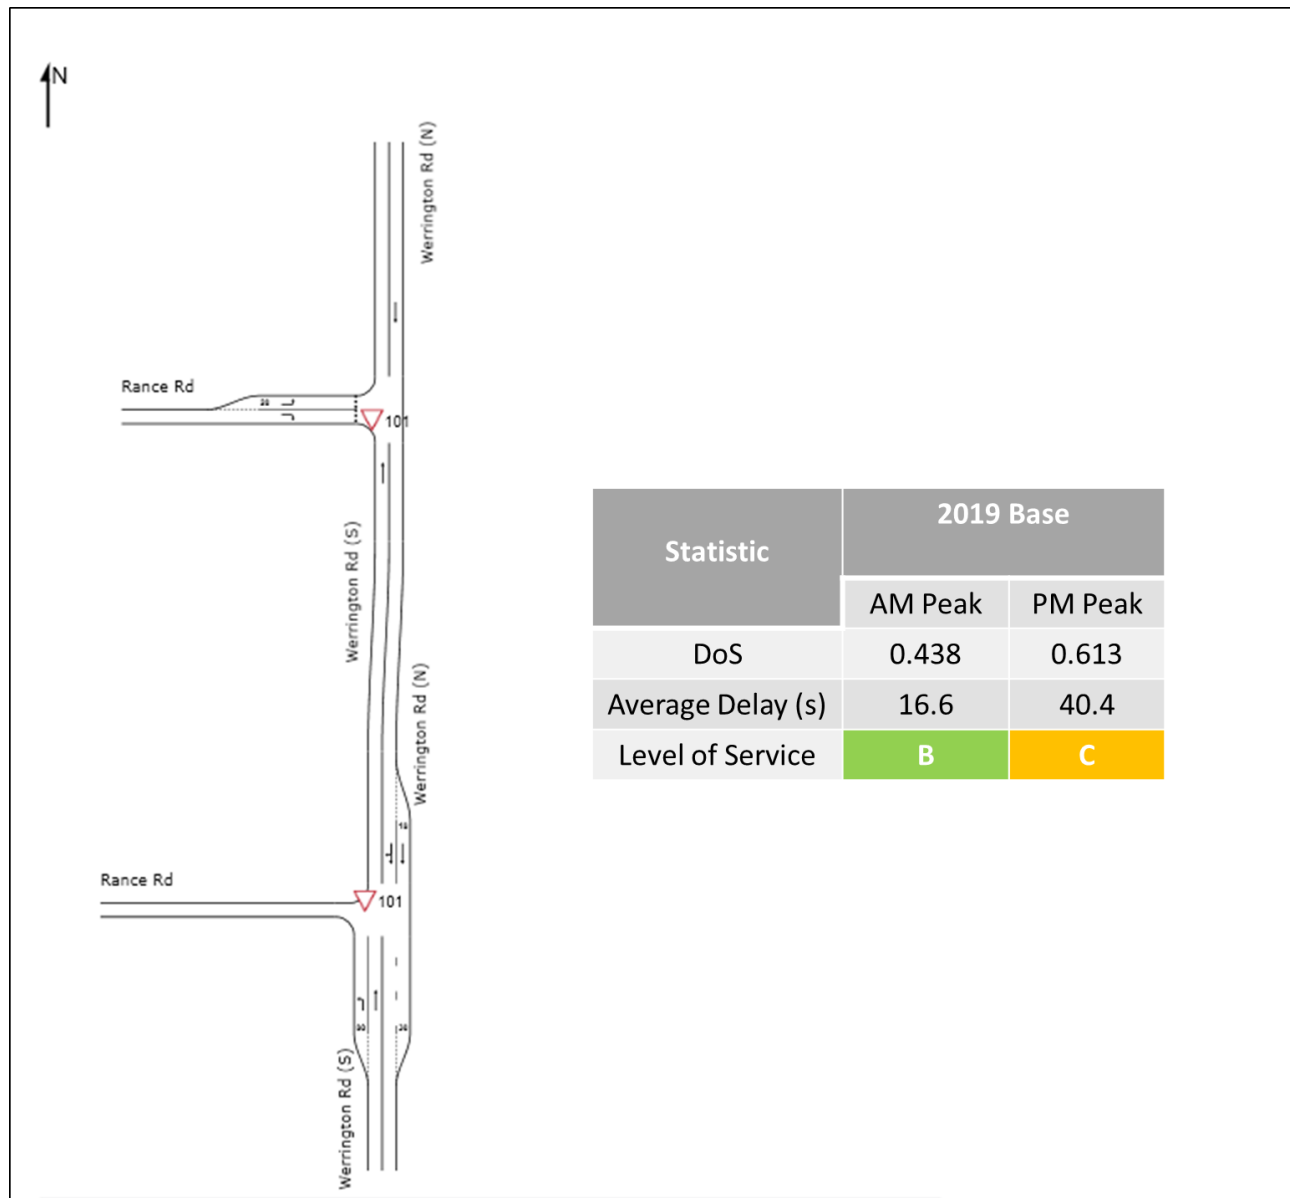 N
Werrington Rd (N)
Rance Rd
101
Werrington Rd (S)
Werrington Rd (N)
Rance Rd
101
Werrington Rd (S)
Statistic
2019 Base
AM Peak PM Peak
DoS 0.438 0.613
Average Delay (s) 16.6 40.4
Level of Service B C